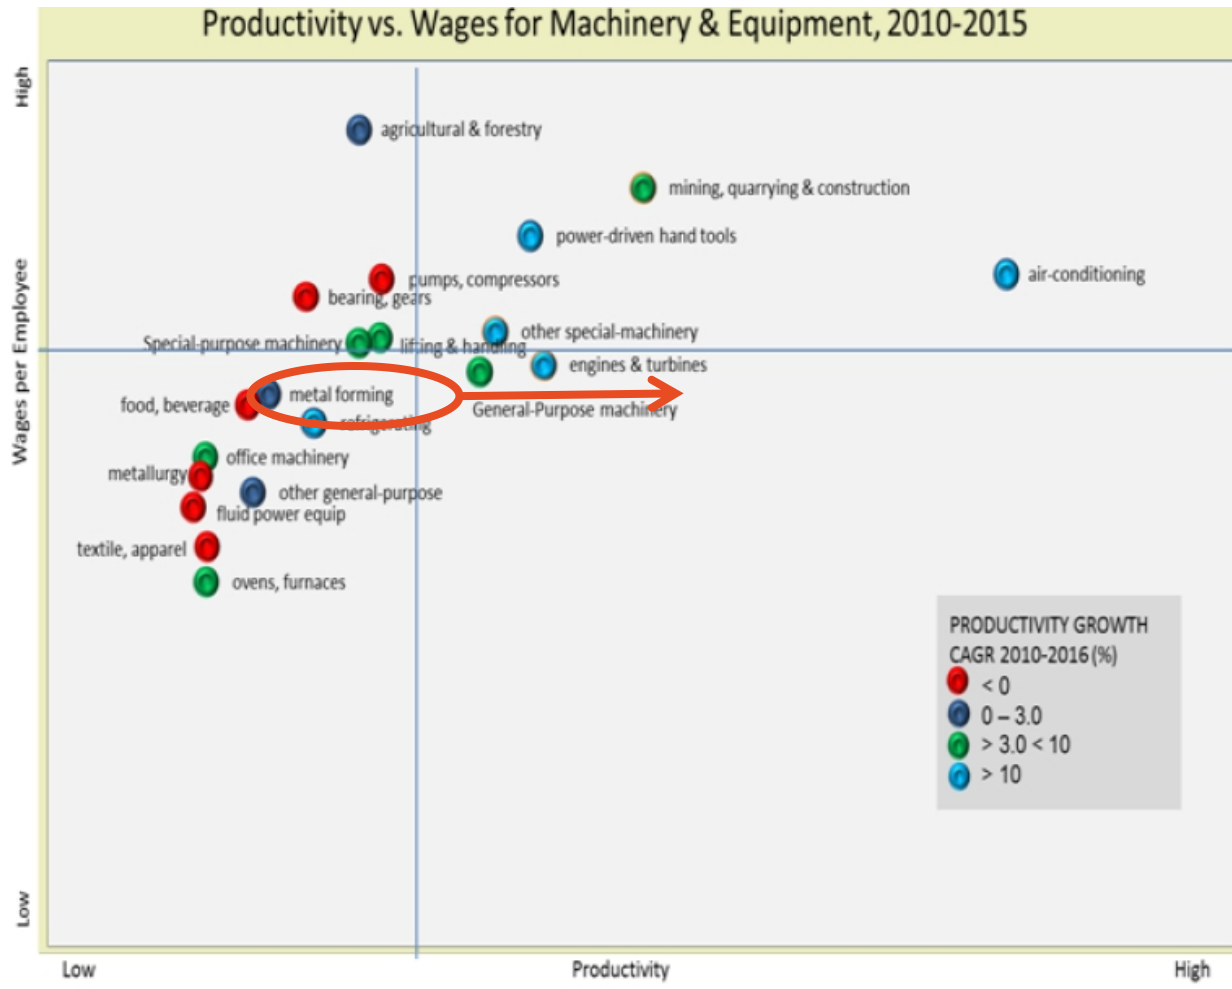 Productivity vs. Wages for Machinery & Equipment, 2010-2015
High
agricultural & forestry
mining, quarrying & construction
power-driven hand tools
air-conditioning
pumps, compressors
bearing, gears
other special-machinery
Special-purpose machinery
lifting & handling
engines & turbines
Wages per Employee
metal forming
food, beverage
General-Purpose machinery
refrigerating
office machinery
metallurgy
other general-purpose
fluid power equip
textile, apparel
ovens, furnaces
PRODUCTIVITY GROWTH
CAGR 2010-2016 (%)
< 0
0 – 3.0
> 3.0 < 10
> 10
Low
Low
Productivity
High